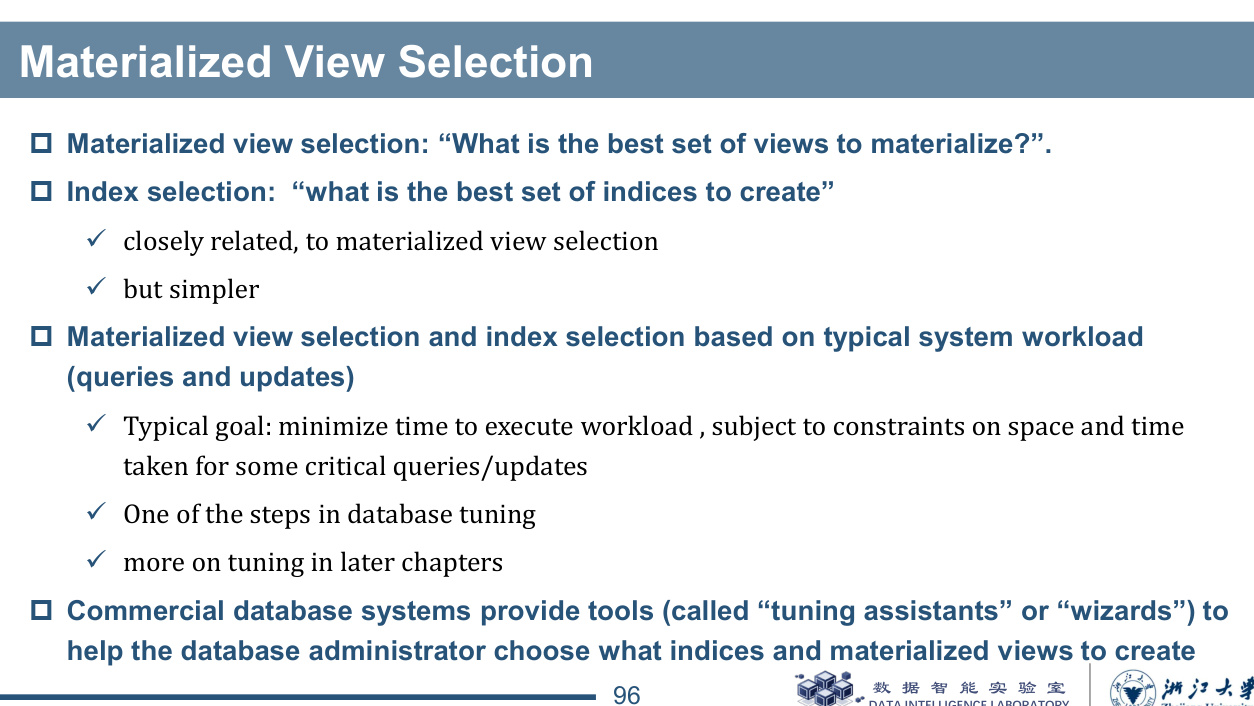 Materialized View Selection
Materialized view selection: “What is the best set of views to materialize?”.
Index selection:  “what is the best set of indices to create”
closely related, to materialized view selection
but simpler
Materialized view selection and index selection based on typical system workload
(queries and updates)
Typical goal: minimize time to execute workload , subject to constraints on space and time
taken for some critical queries/updates
One of the steps in database tuning
more on tuning in later chapters
Commercial database systems provide tools (called “tuning assistants” or “wizards”) to
help the database administrator choose what indices and materialized views to create
96
数据智能实验室
DATA INTELLIGENCE LABORATORY
浙江大学